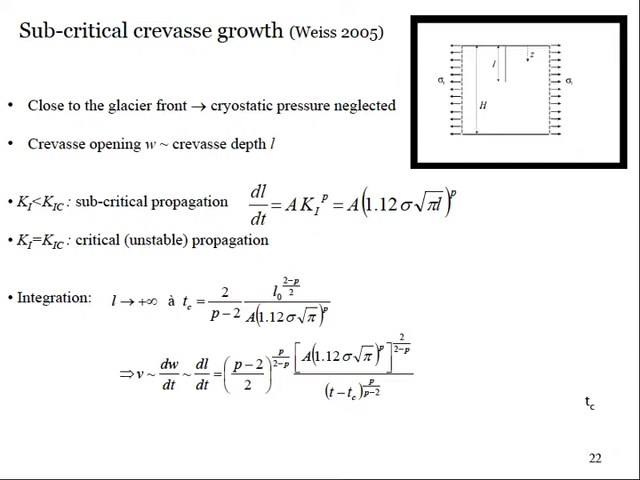 Sub-critical crevasse growth (Weiss 2005)
l
z
σ_t
σ_t
H
• Close to the glacier front → cryostatic pressure neglected
• Crevasse opening w ~ crevasse depth l
• K_I<K_IC : sub-critical propagation dl/dt = A K_I^p = A(1.12 σ√(πl))^p
• K_I=K_IC : critical (unstable) propagation
• Integration: l → +∞ à t_c = 2/(p−2) l_0^((2−p)/2) / A(1.12 σ√π)^p
⇒ v ~ dw/dt ~ dl/dt = ((p−2)/2)^(p/(2−p)) [A(1.12 σ√π)^p]^(2/(2−p)) / (t−t_c)^(p/(p−2))
t_c
22